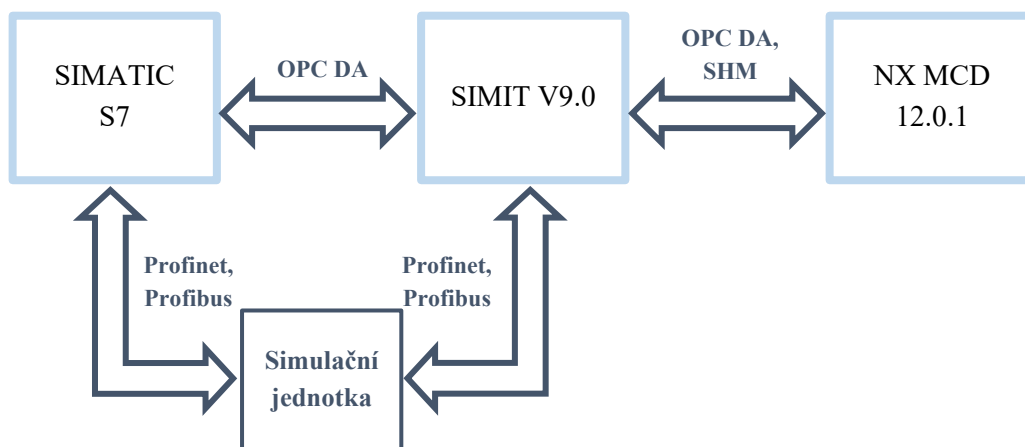 SIMATIC
S7
OPC DA
SIMIT V9.0
OPC DA,
SHM
NX MCD
12.0.1
Profinet,
Profibus
Profinet,
Profibus
Simulační
jednotka